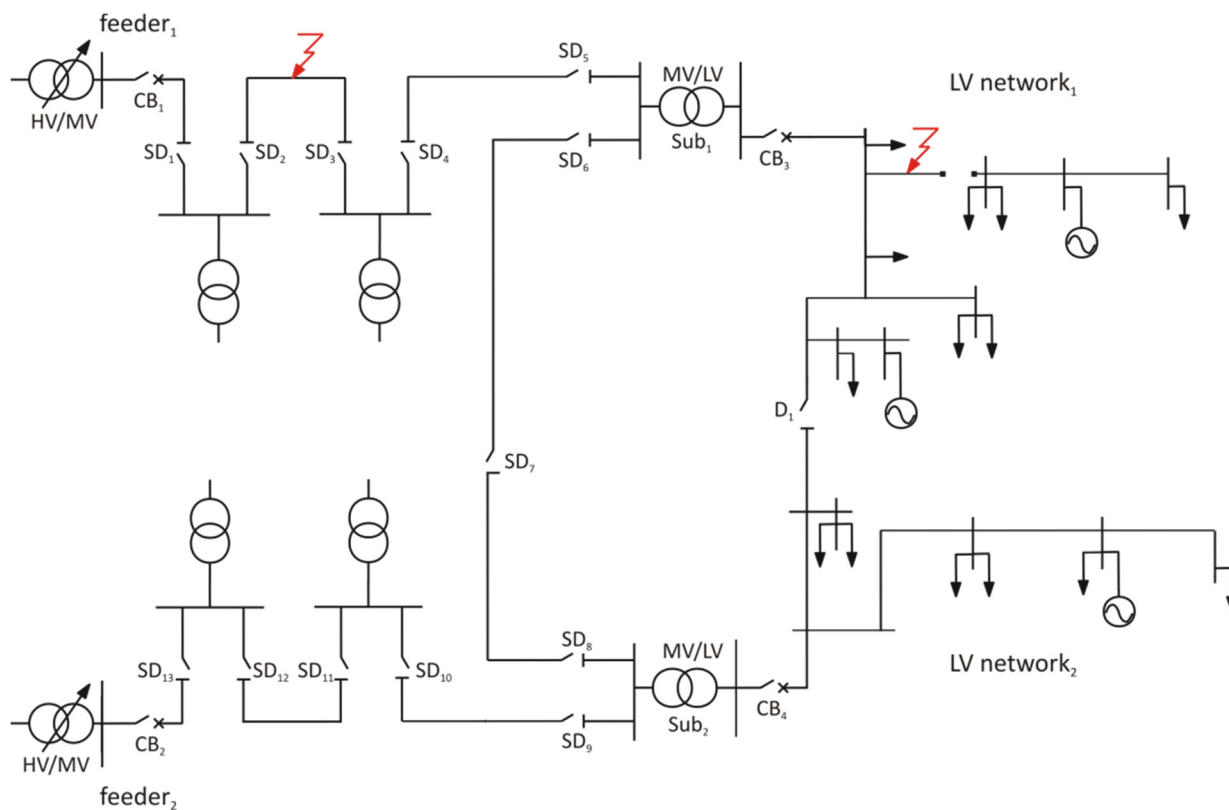 feeder₁
HV/MV
CB₁
SD₁
SD₂
SD₃
SD₄
SD₅
SD₆
MV/LV
Sub₁
CB₃
LV network₁
D₁
SD₇
SD₈
SD₉
MV/LV
Sub₂
CB₄
LV network₂
SD₁₃
SD₁₂
SD₁₁
SD₁₀
CB₂
HV/MV
feeder₂